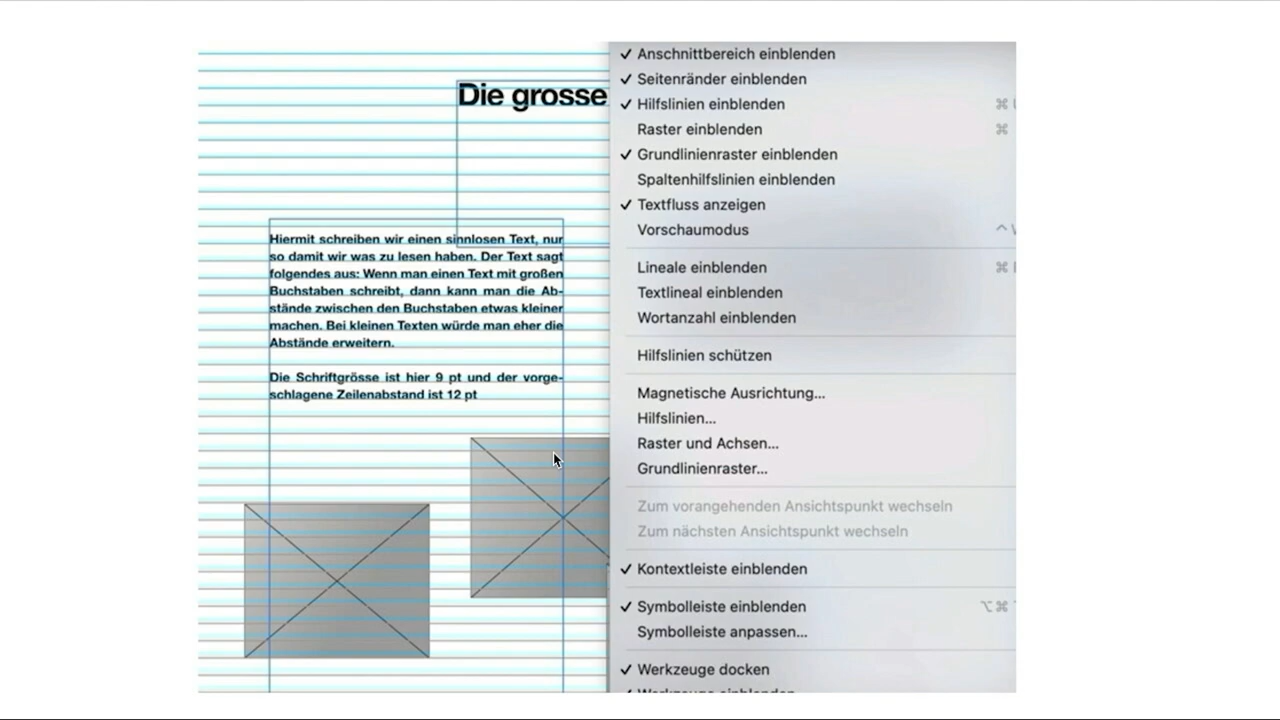 Die grosse
Hiermit schreiben wir einen sinnlosen Text, nur
so damit wir was zu lesen haben. Der Text sagt
folgendes aus: Wenn man einen Text mit großen
Buchstaben schreibt, dann kann man die Ab-
stände zwischen den Buchstaben etwas kleiner
machen. Bei kleinen Texten würde man eher die
Abstände erweitern.
Die Schriftgrösse ist hier 9 pt und der vorge-
schlagene Zeilenabstand ist 12 pt
Anschnittbereich einblenden
Seitenränder einblenden
Hilfslinien einblenden ⌘
Raster einblenden ⌘
Grundlinienraster einblenden
Spaltenhilfslinien einblenden
Textfluss anzeigen
Vorschaumodus ^
Lineale einblenden ⌘
Textlineal einblenden
Wortanzahl einblenden
Hilfslinien schützen
Magnetische Ausrichtung...
Hilfslinien...
Raster und Achsen...
Grundlinienraster...
Zum vorangehenden Ansichtspunkt wechseln
Zum nächsten Ansichtspunkt wechseln
Kontextleiste einblenden
Symbolleiste einblenden ⌥⌘
Symbolleiste anpassen...
Werkzeuge docken